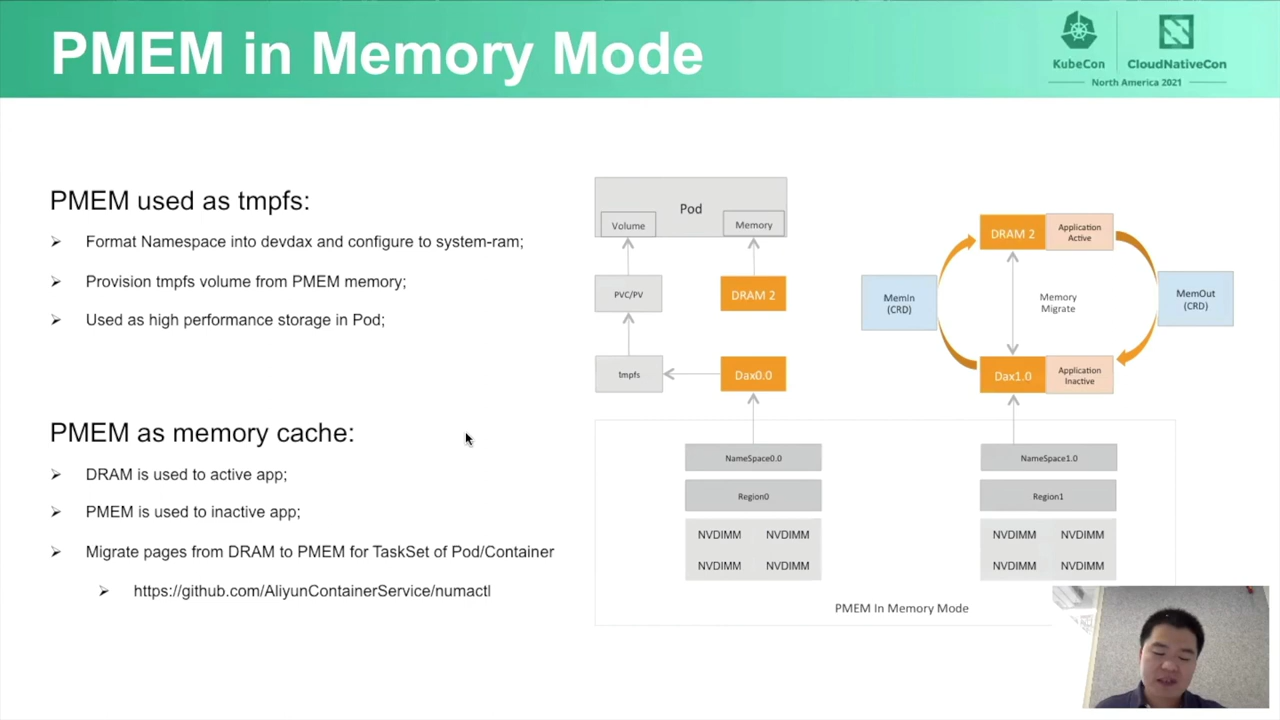 PMEM in Memory Mode
KubeCon
CloudNativeCon
North America 2021
PMEM used as tmpfs:
Format Namespace into devdax and configure to system-ram;
Provision tmpfs volume from PMEM memory;
Used as high performance storage in Pod;
PMEM as memory cache:
DRAM is used to active app;
PMEM is used to inactive app;
Migrate pages from DRAM to PMEM for TaskSet of Pod/Container
https://github.com/AliyunContainerService/numactl
Pod
Volume
Memory
PVC/PV
DRAM 2
tmpfs
Dax0.0
NameSpace0.0
Region0
NVDIMM NVDIMM
NVDIMM NVDIMM
DRAM 2
Application
Active
MemIn
(CRD)
Memory
Migrate
MemOut
(CRD)
Dax1.0
Application
Inactive
NameSpace1.0
Region1
NVDIMM NVDIMM
NVDIMM NVDIMM
PMEM In Memory Mode